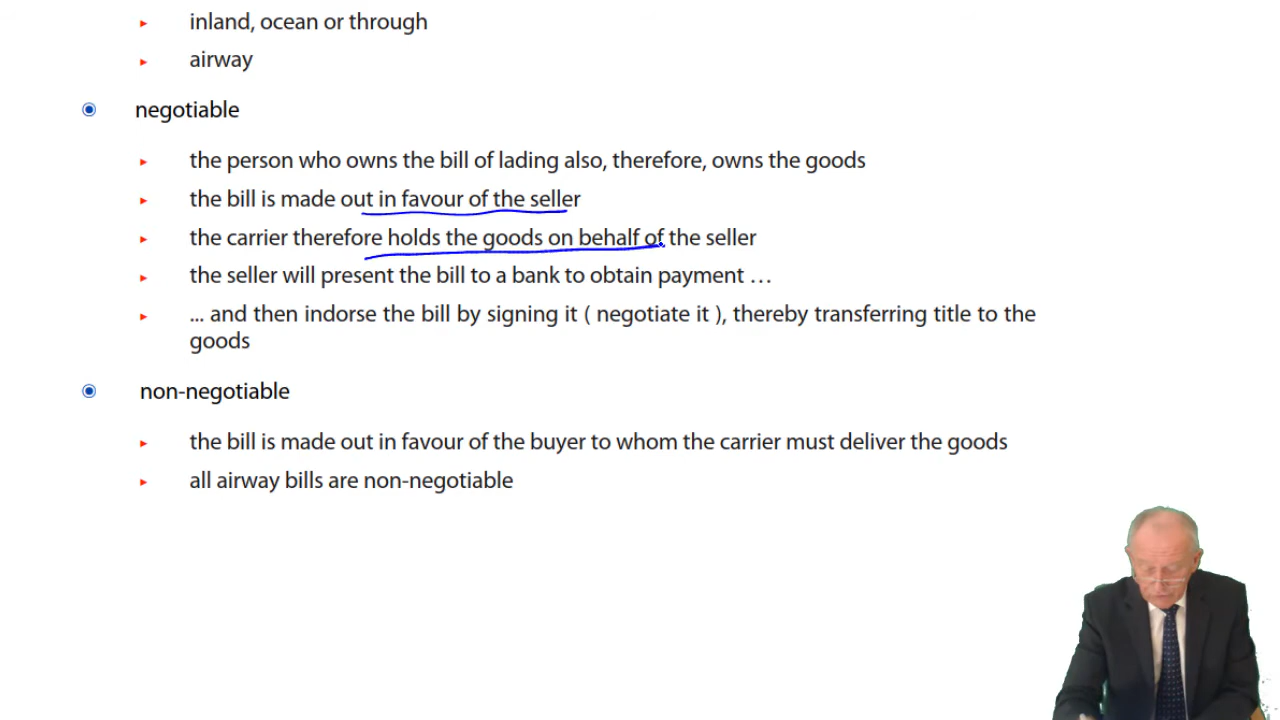 inland, ocean or through
airway
negotiable
the person who owns the bill of lading also, therefore, owns the goods
the bill is made out in favour of the seller
the carrier therefore holds the goods on behalf of the seller
the seller will present the bill to a bank to obtain payment …
... and then indorse the bill by signing it ( negotiate it ), thereby transferring title to the
goods
non-negotiable
the bill is made out in favour of the buyer to whom the carrier must deliver the goods
all airway bills are non-negotiable